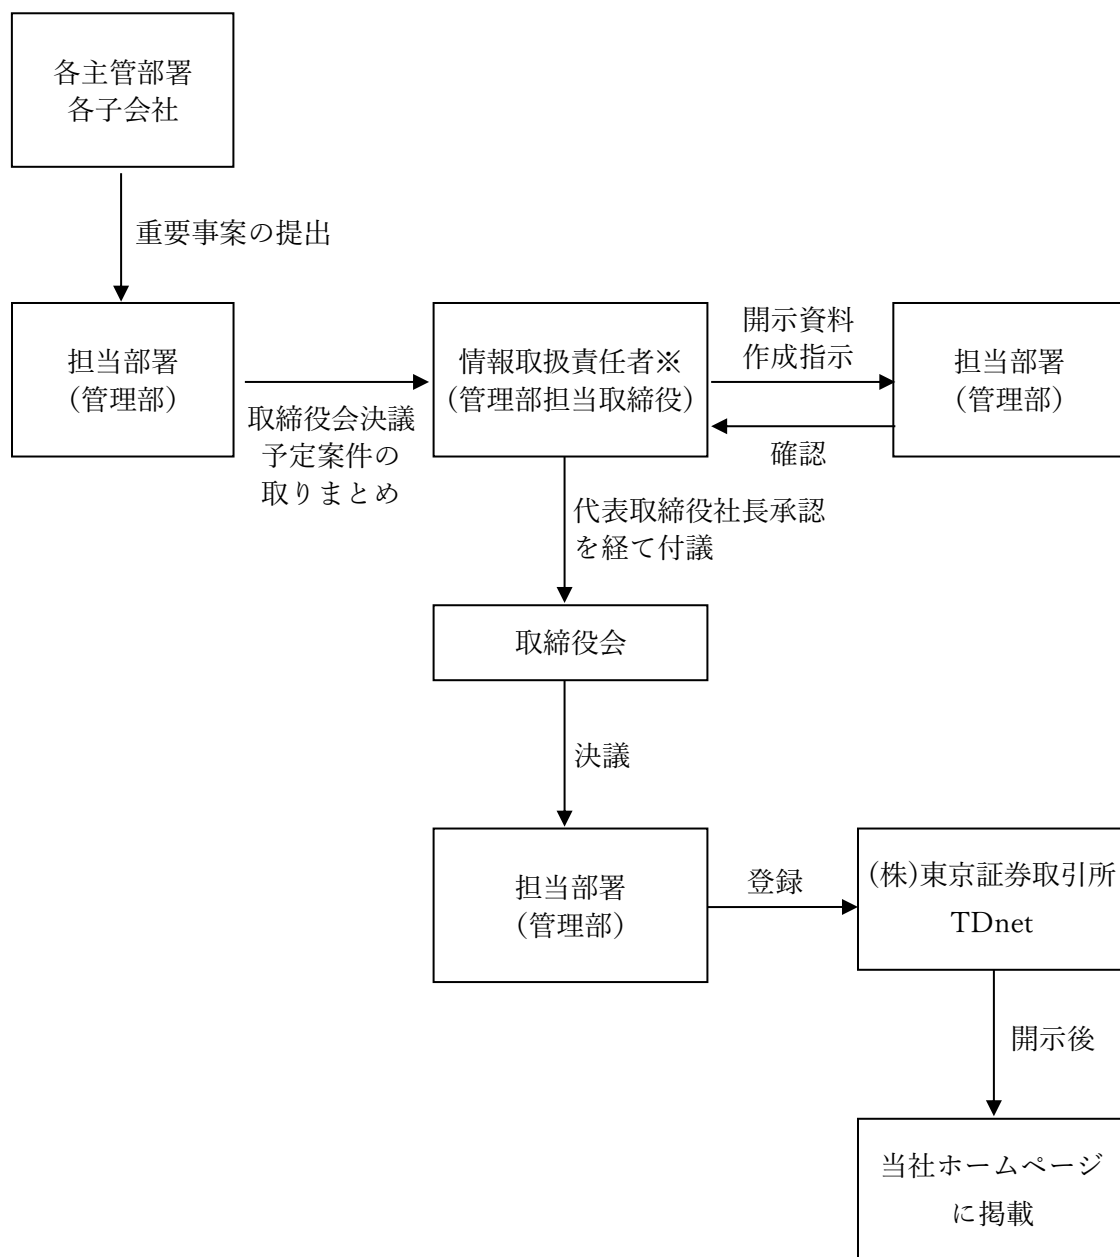 各主管部署
各子会社
重要事案の提出
担当部署
(管理部)
取締役会決議
予定案件の
取りまとめ
情報取扱責任者※
(管理部担当取締役)
開示資料
作成指示
確認
担当部署
(管理部)
代表取締役社長承認
を経て付議
取締役会
決議
担当部署
(管理部)
登録
(株)東京証券取引所
TDnet
開示後
当社ホームページ
に掲載